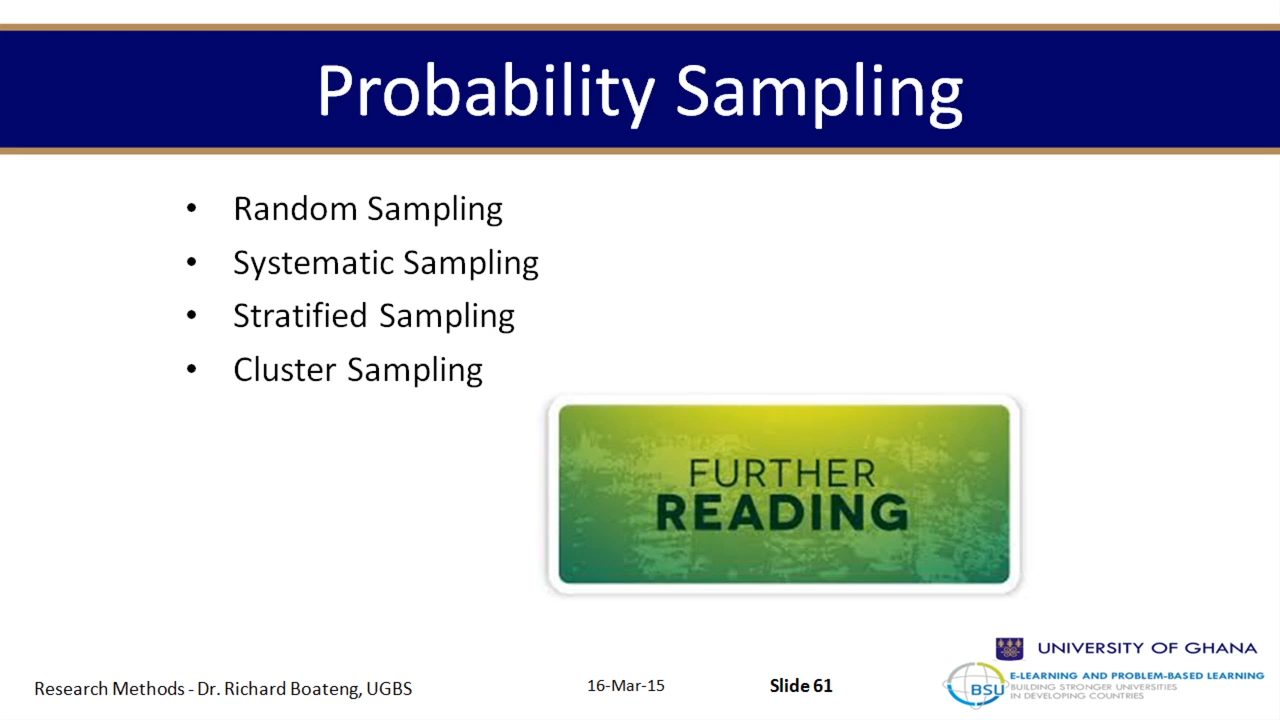 Probability Sampling
• Random Sampling
• Systematic Sampling
• Stratified Sampling
• Cluster Sampling
FURTHER
READING
UNIVERSITY OF GHANA
E-LEARNING AND PROBLEM-BASED LEARNING
BSU
BUILDING STRONGER UNIVERSITIES
IN DEVELOPING COUNTRIES
Research Methods - Dr. Richard Boateng, UGBS
16-Mar-15
Slide 61